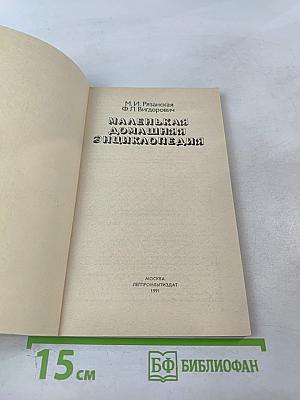 М. И. Рязанская
Ф. Л. Вигдорович
МАЛЕНЬКАЯ
ДОМАШНЯЯ
ЭНЦИКЛОПЕДИЯ
МОСКВА
ЛЕГПРОМБЫТИЗДАТ
1991
15 см
БФ БИБЛИОФАН